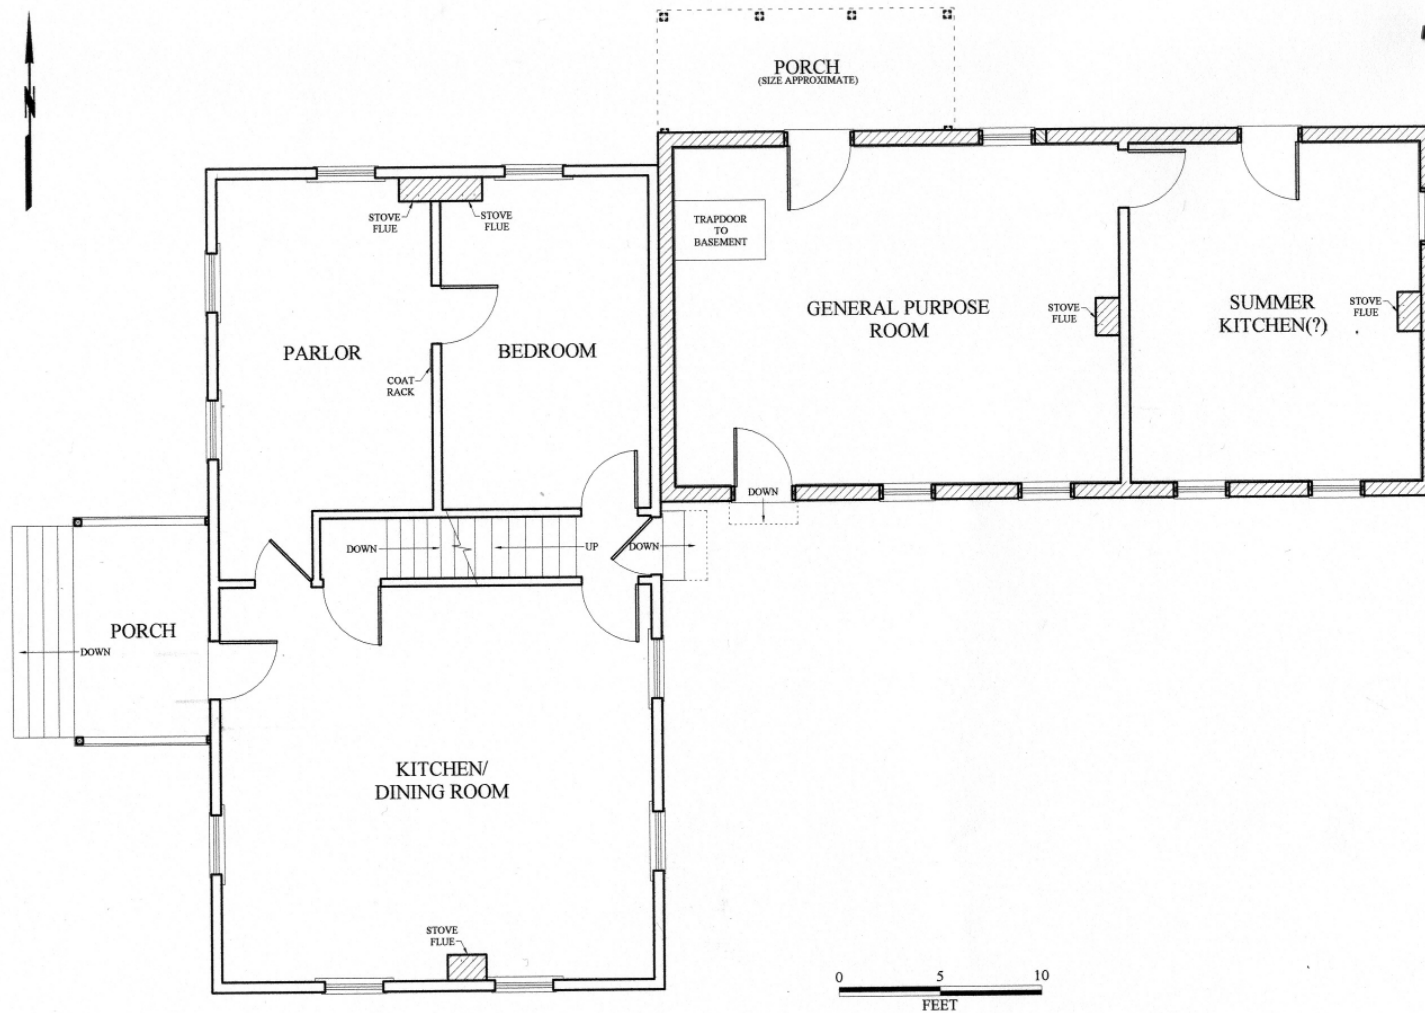 N
PORCH
(SIZE APPROXIMATE)
STOVE
FLUE
STOVE
FLUE
TRAPDOOR
TO
BASEMENT
GENERAL PURPOSE
ROOM
STOVE
FLUE
SUMMER
KITCHEN(?)
STOVE
FLUE
PARLOR
BEDROOM
COAT
RACK
DOWN
DOWN
UP
DOWN
PORCH
DOWN
KITCHEN/
DINING ROOM
STOVE
FLUE
0 5 10
FEET